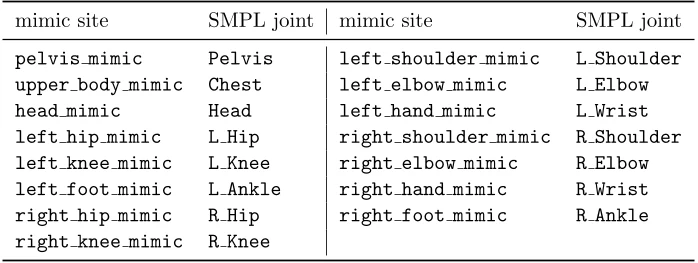 mimic site SMPL joint mimic site SMPL joint
pelvis_mimic Pelvis left_shoulder_mimic L_Shoulder
upper_body_mimic Chest left_elbow_mimic L_Elbow
head_mimic Head left_hand_mimic L_Wrist
left_hip_mimic L_Hip right_shoulder_mimic R_Shoulder
left_knee_mimic L_Knee right_elbow_mimic R_Elbow
left_foot_mimic L_Ankle right_hand_mimic R_Wrist
right_hip_mimic R_Hip right_foot_mimic R_Ankle
right_knee_mimic R_Knee